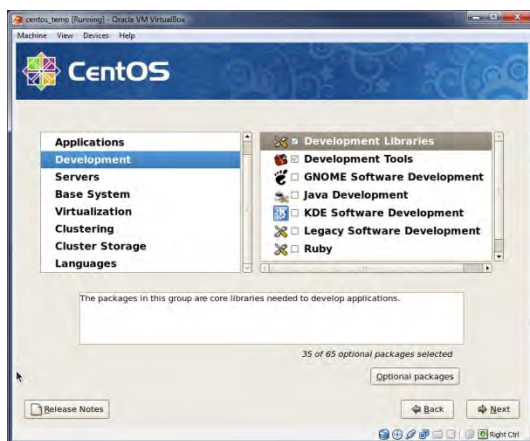 centos_temp [Running] - Oracle VM VirtualBox
Machine View Devices Help
CentOS
Applications
Development
Servers
Base System
Virtualization
Clustering
Cluster Storage
Languages
Development Libraries
Development Tools
GNOME Software Development
Java Development
KDE Software Development
Legacy Software Development
Ruby
The packages in this group are core libraries needed to develop applications.
35 of 65 optional packages selected
Optional packages
Release Notes
Back
Next
Right Ctrl